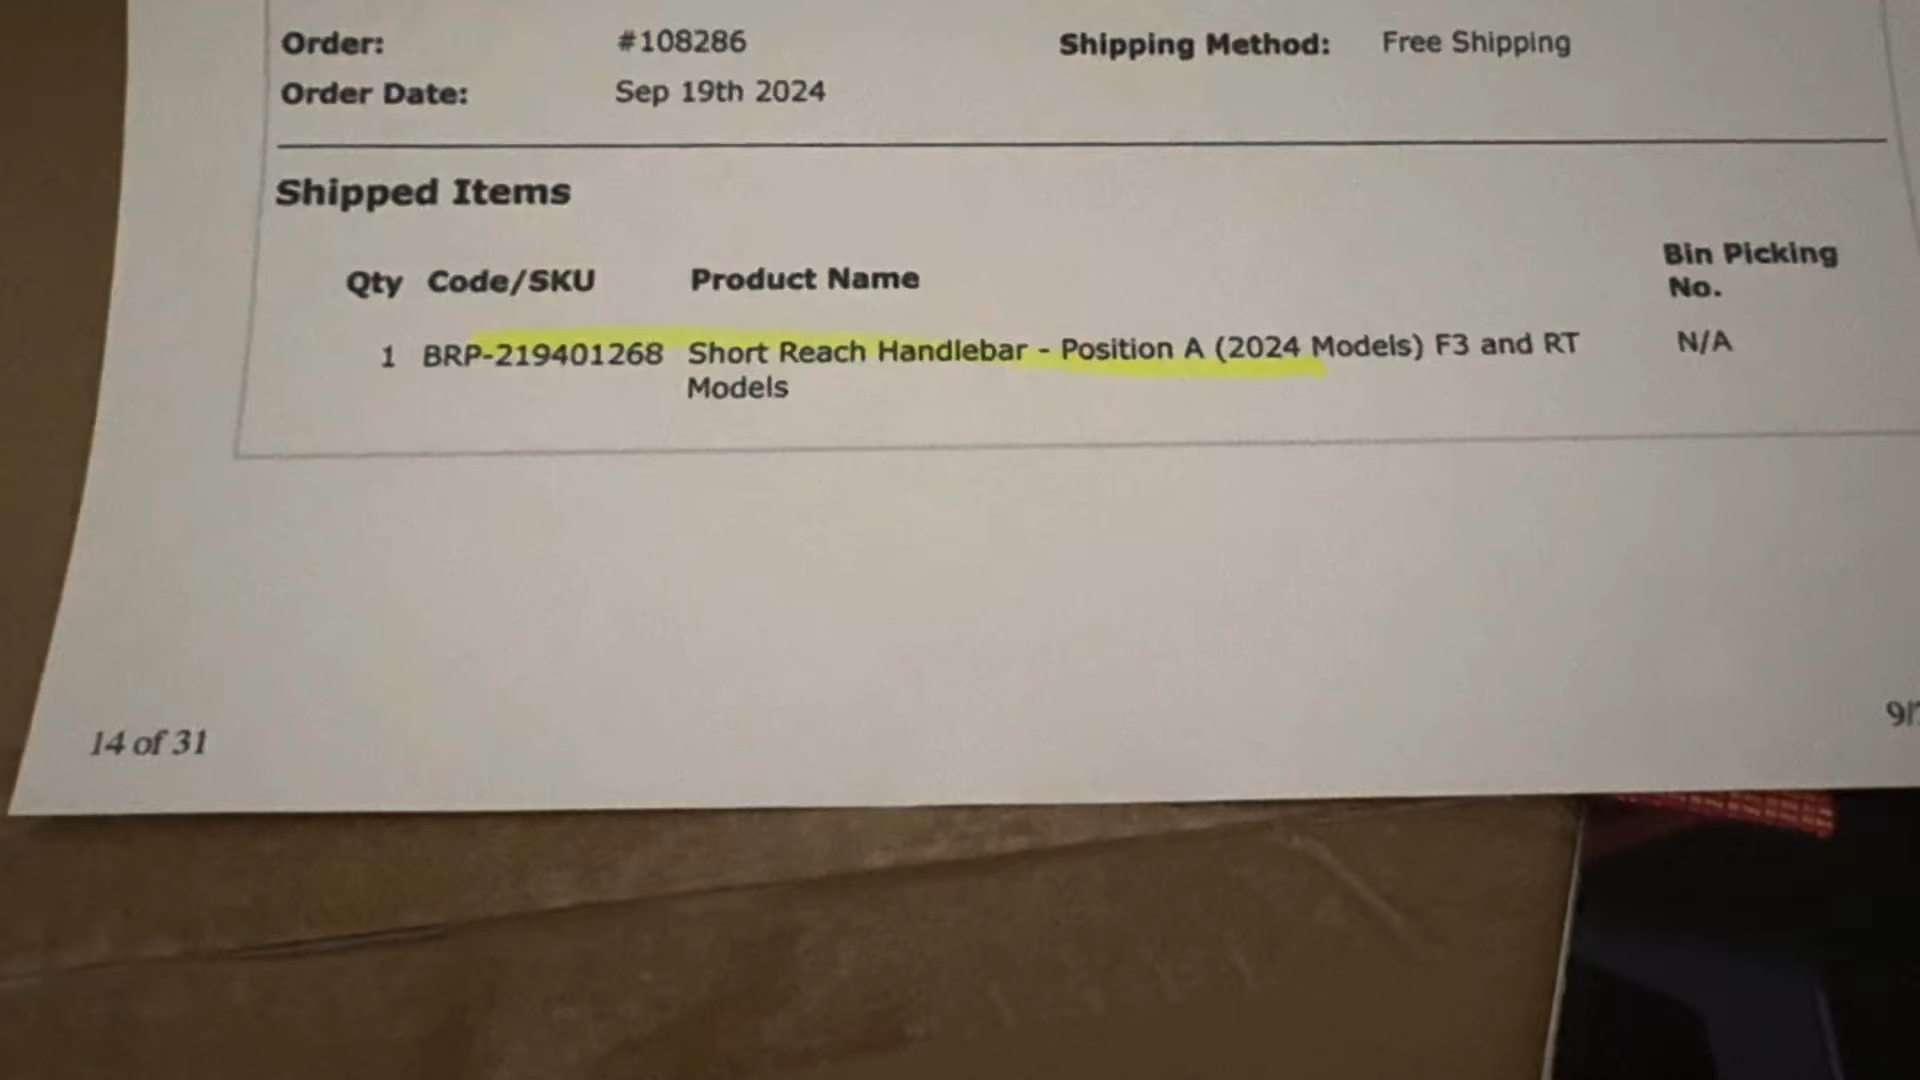 Order: #108286 Shipping Method: Free Shipping
Order Date: Sep 19th 2024
Shipped Items
Qty Code/SKU Product Name Bin Picking No.
1 BRP-219401268 Short Reach Handlebar - Position A (2024 Models) F3 and RT N/A
Models
14 of 31